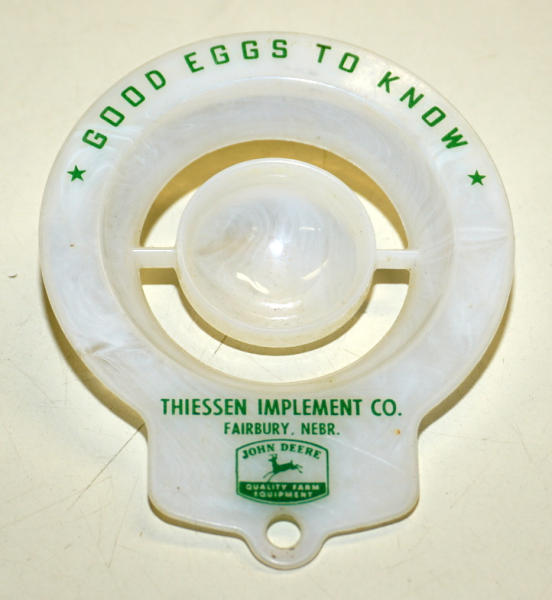 ★ GOOD EGGS TO KNOW ★
THIESSEN IMPLEMENT CO.
FAIRBURY, NEBR.
JOHN DEERE
QUALITY FARM
EQUIPMENT